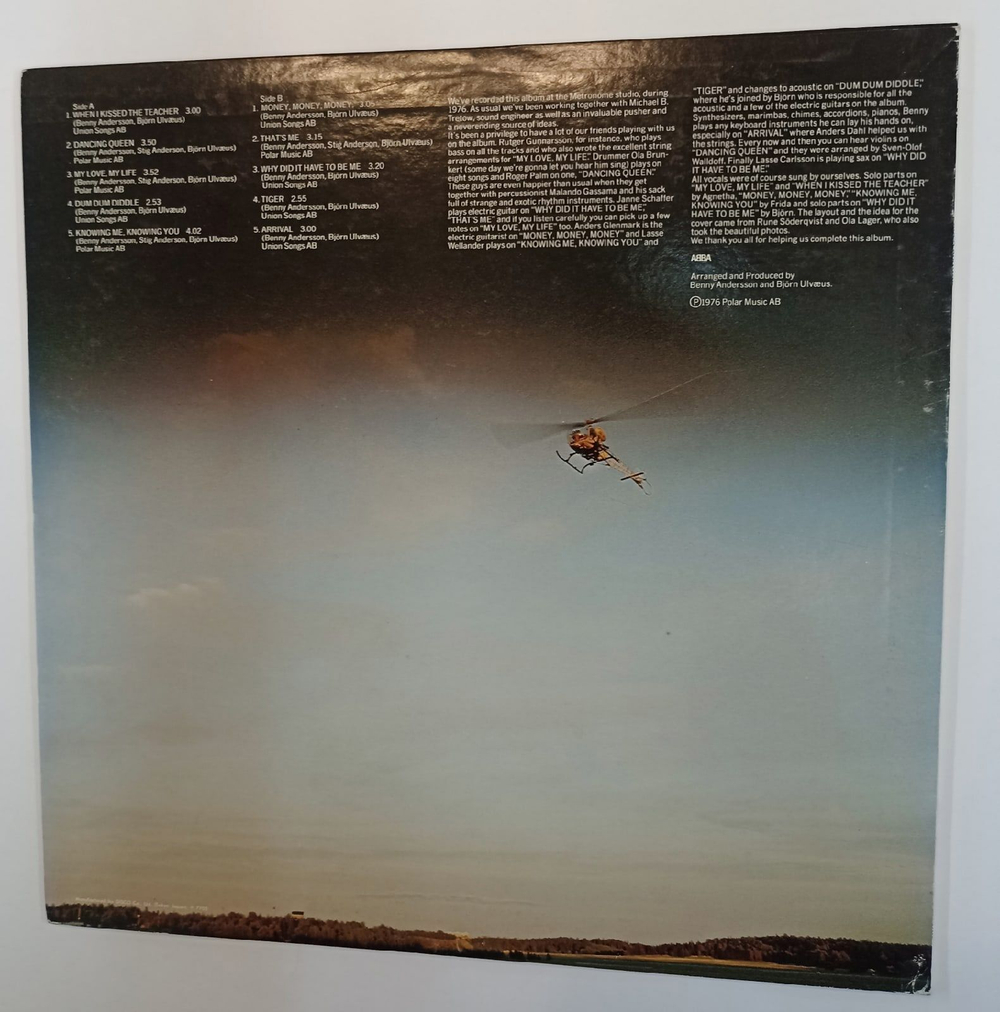 Side A
1. WHEN I KISSED THE TEACHER 3.00
(Benny Andersson, Björn Ulvæus)
Union Songs AB
2. DANCING QUEEN 3.50
(Benny Andersson, Stig Anderson, Björn Ulvæus)
Polar Music AB
3. MY LOVE, MY LIFE 3.52
(Benny Andersson, Stig Anderson, Björn Ulvæus)
Polar Music AB
4. DUM DUM DIDDLE 2.53
(Benny Andersson, Björn Ulvæus)
Union Songs AB
5. KNOWING ME, KNOWING YOU 4.02
(Benny Andersson, Stig Anderson, Björn Ulvæus)
Polar Music AB
Side B
1. MONEY, MONEY, MONEY 3.05
(Benny Andersson, Björn Ulvæus)
Union Songs AB
2. THAT'S ME 3.15
(Benny Andersson, Stig Anderson, Björn Ulvæus)
Polar Music AB
3. WHY DID IT HAVE TO BE ME 3.20
(Benny Andersson, Björn Ulvæus)
Union Songs AB
4. TIGER 2.55
(Benny Andersson, Björn Ulvæus)
Union Songs AB
5. ARRIVAL 3.00
(Benny Andersson, Björn Ulvæus)
Union Songs AB
We've recorded this album at the Metronome studio, during
1976. As usual we've been working together with Michael B.
Tretow, sound engineer as well as an invaluable pusher and
a neverending source of ideas.
It's been a privilege to have a lot of our friends playing with us
on the album. Rutger Gunnarsson, for instance, who plays
bass on all the tracks and who also wrote the excellent string
arrangements for "MY LOVE, MY LIFE." Drummer Ola Brun-
kert (some day we're gonna let you hear him sing) plays on
eight songs and Roger Palm on one, "DANCING QUEEN."
These guys are even happier than usual when they get
together with percussionist Malando Gassama and his sack
full of strange and exotic rhythm instruments. Janne Schaffer
plays electric guitar on "WHY DID IT HAVE TO BE ME,"
"THAT'S ME" and if you listen carefully you can pick up a few
notes on "MY LOVE, MY LIFE" too. Anders Glenmark is the
electric guitarist on "MONEY, MONEY, MONEY" and Lasse
Wellander plays on "KNOWING ME, KNOWING YOU" and
"TIGER" and changes to acoustic on "DUM DUM DIDDLE,"
where he's joined by Björn who is responsible for all the
acoustic and a few of the electric guitars on the album.
Synthesizers, marimbas, chimes, accordions, pianos, Benny
plays any keyboard instruments he can lay his hands on,
especially on "ARRIVAL" where Anders Dahl helped us with
the strings. Every now and then you can hear violins on
"DANCING QUEEN" and they were arranged by Sven-Olof
Walldoff. Finally Lasse Carlsson is playing sax on "WHY DID
IT HAVE TO BE ME."
All vocals were of course sung by ourselves. Solo parts on
"MY LOVE, MY LIFE" and "WHEN I KISSED THE TEACHER"
by Agnetha, "MONEY, MONEY, MONEY," "KNOWING ME,
KNOWING YOU" by Frida and solo parts on "WHY DID IT
HAVE TO BE ME" by Björn. The layout and the idea for the
cover came from Rune Söderqvist and Ola Lager, who also
took the beautiful photos.
We thank you all for helping us complete this album.
ABBA
Arranged and Produced by
Benny Andersson and Björn Ulvæus.
Ⓟ1976 Polar Music AB